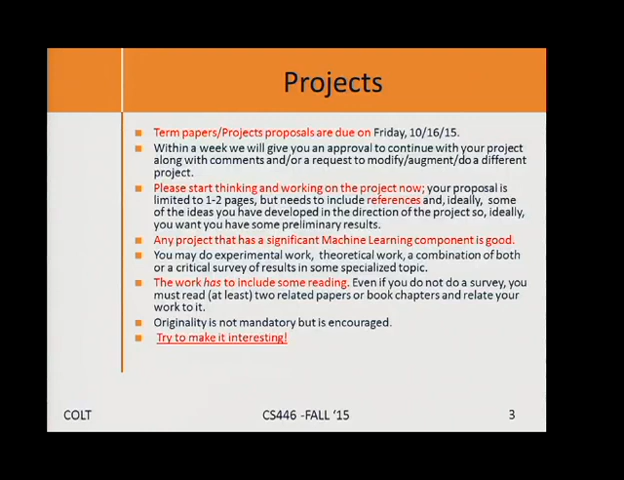 Projects
Term papers/Projects proposals are due on Friday, 10/16/15.
Within a week we will give you an approval to continue with your project
along with comments and/or a request to modify/augment/do a different
project.
Please start thinking and working on the project now; your proposal is
limited to 1-2 pages, but needs to include references and, ideally, some
of the ideas you have developed in the direction of the project so, ideally,
you want you have some preliminary results.
Any project that has a significant Machine Learning component is good.
You may do experimental work, theoretical work, a combination of both
or a critical survey of results in some specialized topic.
The work has to include some reading. Even if you do not do a survey, you
must read (at least) two related papers or book chapters and relate your
work to it.
Originality is not mandatory but is encouraged.
Try to make it interesting!
COLT CS446 -FALL '15 3